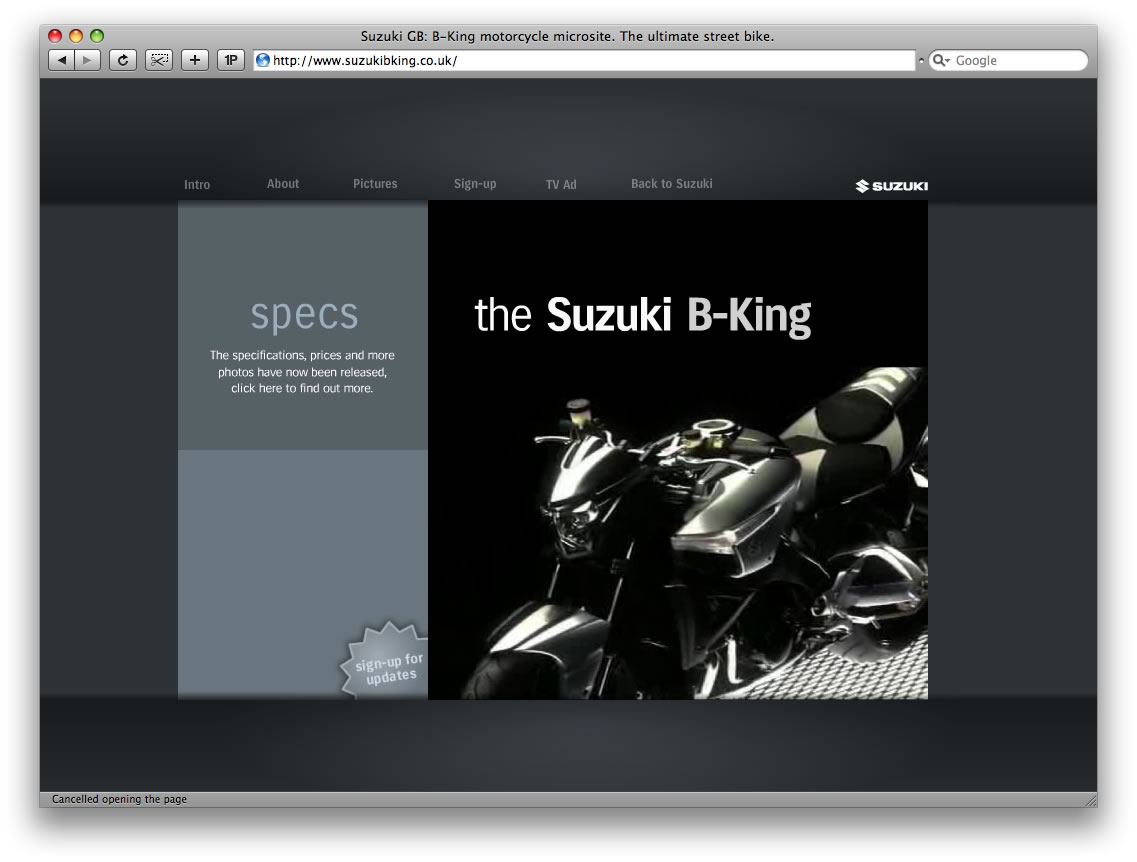 Suzuki GB: B-King motorcycle microsite. The ultimate street bike.
1P
http://www.suzukibking.co.uk/
Google
Intro
About
Pictures
Sign-up
TV Ad
Back to Suzuki
SUZUKI
specs
The specifications, prices and more
photos have now been released,
click here to find out more.
the Suzuki B-King
sign-up for
updates
Cancelled opening the page